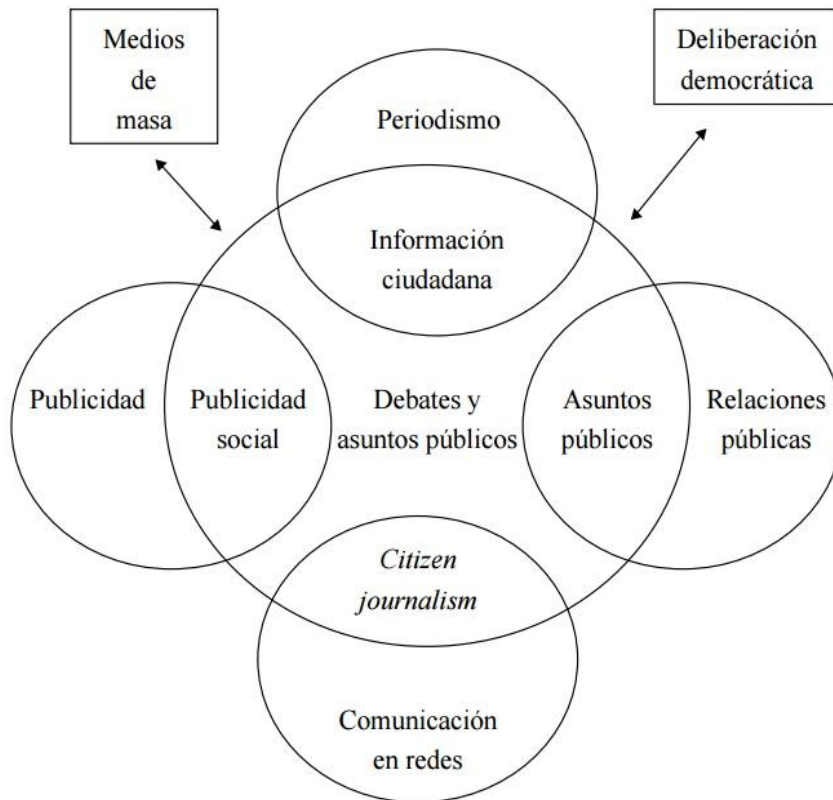 Medios
de
masa
Deliberación
democrática
Periodismo
Información
ciudadana
Publicidad
Publicidad
social
Debates y
asuntos públicos
Asuntos
públicos
Relaciones
públicas
Citizen
journalism
Comunicación
en redes